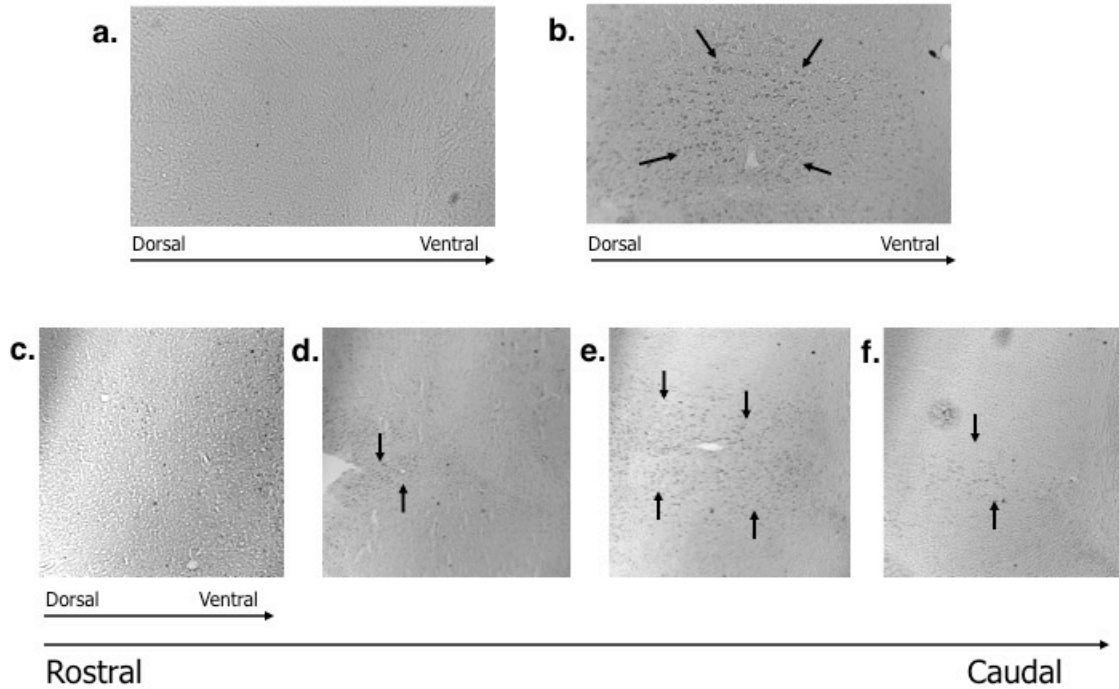 a.
b.
Dorsal Ventral
Dorsal Ventral
c.
d.
e.
f.
Dorsal Ventral
Rostral Caudal